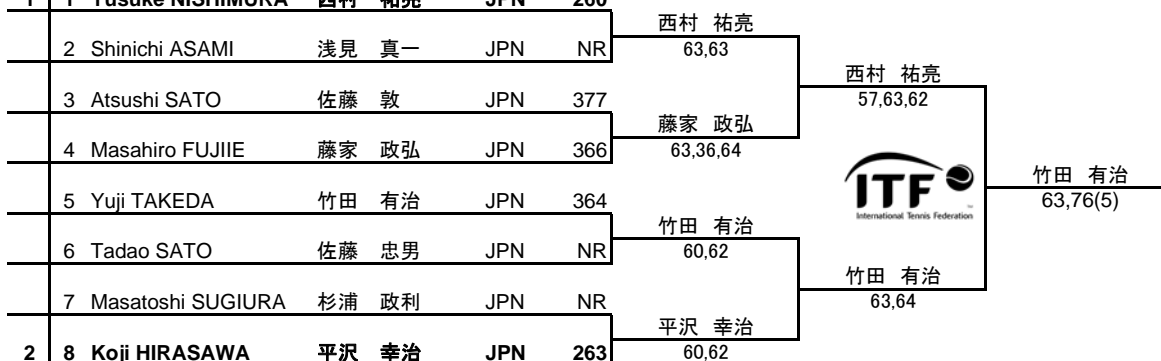 1 1 Yusuke NISHIMURA 西村 祐亮 JPN 260
西村 祐亮
2 Shinichi ASAMI 浅見 真一 JPN NR 63,63
西村 祐亮
3 Atsushi SATO 佐藤 敦 JPN 377 57,63,62
藤家 政弘
4 Masahiro FUJIIE 藤家 政弘 JPN 366 63,36,64
ITF
International Tennis Federation
竹田 有治
5 Yuji TAKEDA 竹田 有治 JPN 364 63,76(5)
竹田 有治
6 Tadao SATO 佐藤 忠男 JPN NR 60,62
竹田 有治
7 Masatoshi SUGIURA 杉浦 政利 JPN NR 63,64
平沢 幸治
2 8 Koji HIRASAWA 平沢 幸治 JPN 263 60,62